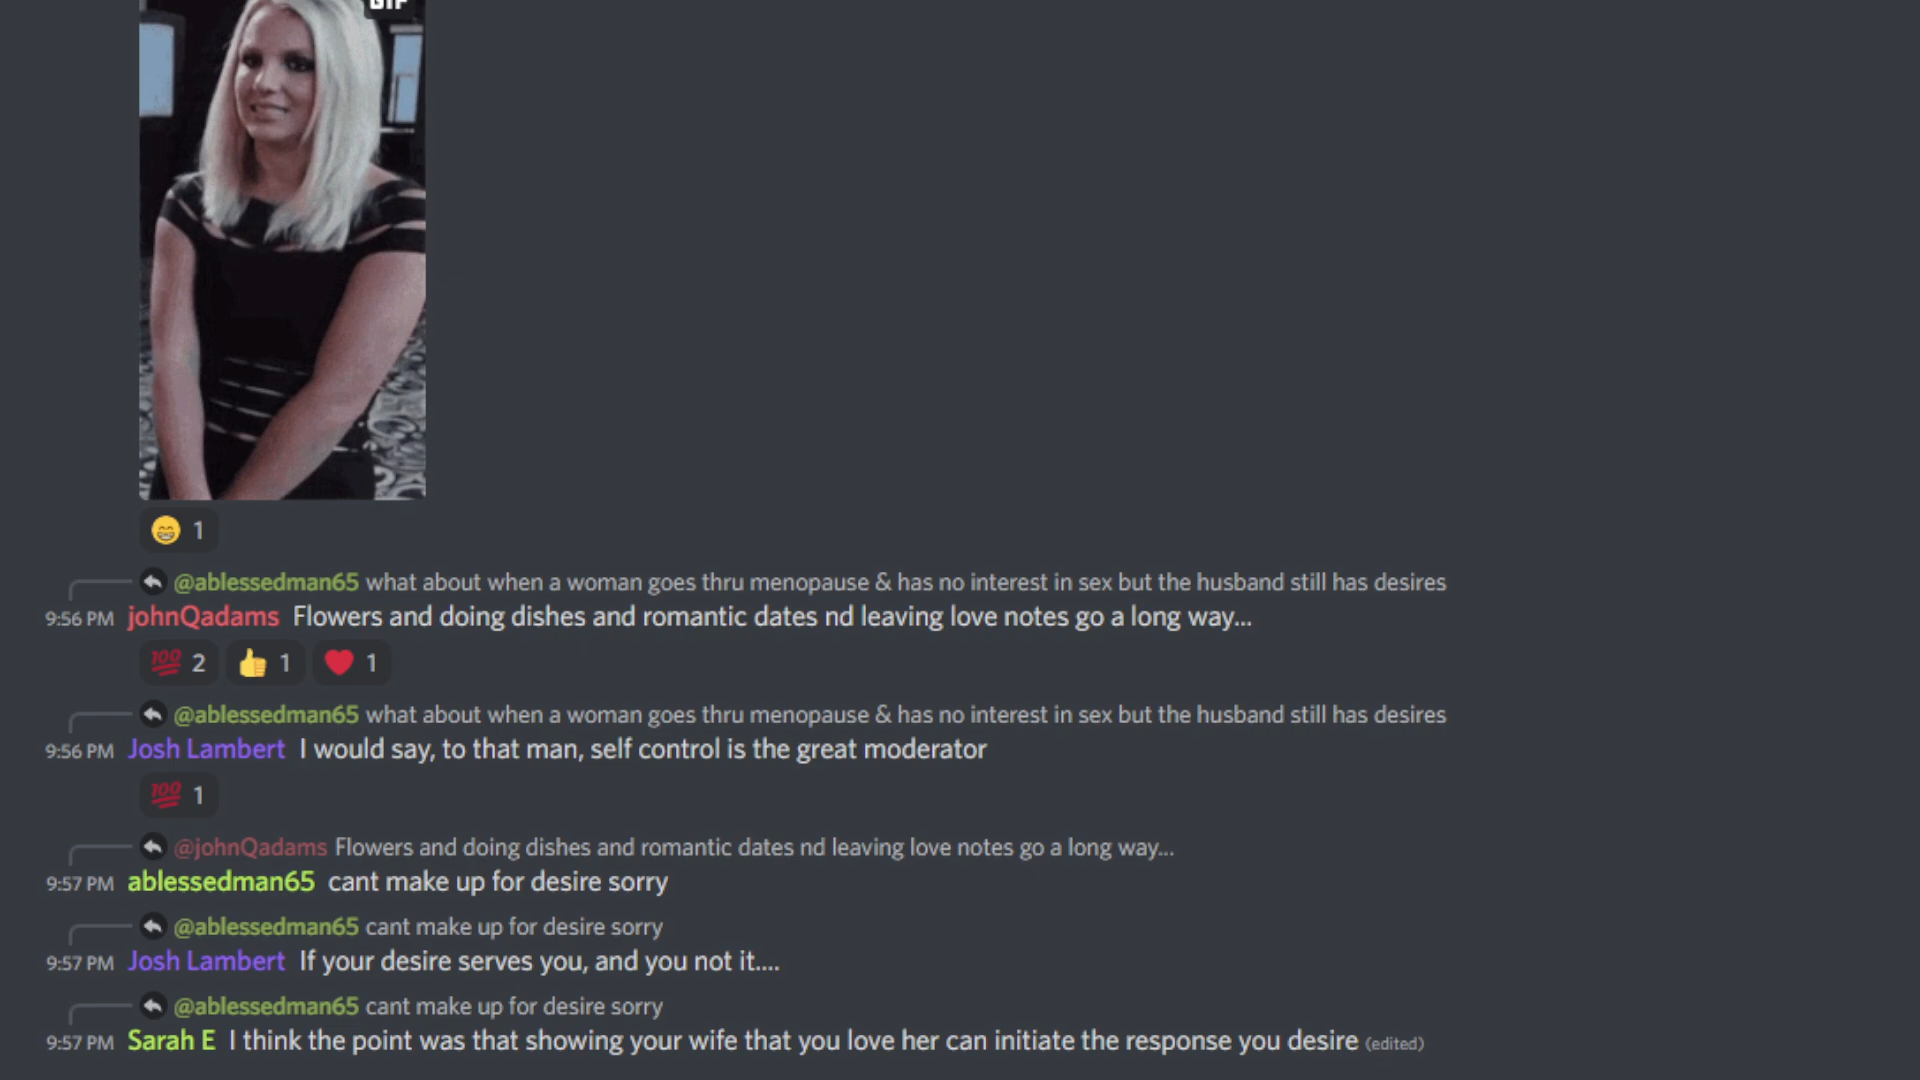 GIF
1
@ablessedman65 what about when a woman goes thru menopause & has no interest in sex but the husband still has desires
9:56 PM johnQadams Flowers and doing dishes and romantic dates nd leaving love notes go a long way...
100 2 1 1
@ablessedman65 what about when a woman goes thru menopause & has no interest in sex but the husband still has desires
9:56 PM Josh Lambert I would say, to that man, self control is the great moderator
100 1
@johnQadams Flowers and doing dishes and romantic dates nd leaving love notes go a long way...
9:57 PM ablessedman65 cant make up for desire sorry
@ablessedman65 cant make up for desire sorry
9:57 PM Josh Lambert If your desire serves you, and you not it....
@ablessedman65 cant make up for desire sorry
9:57 PM Sarah E I think the point was that showing your wife that you love her can initiate the response you desire (edited)